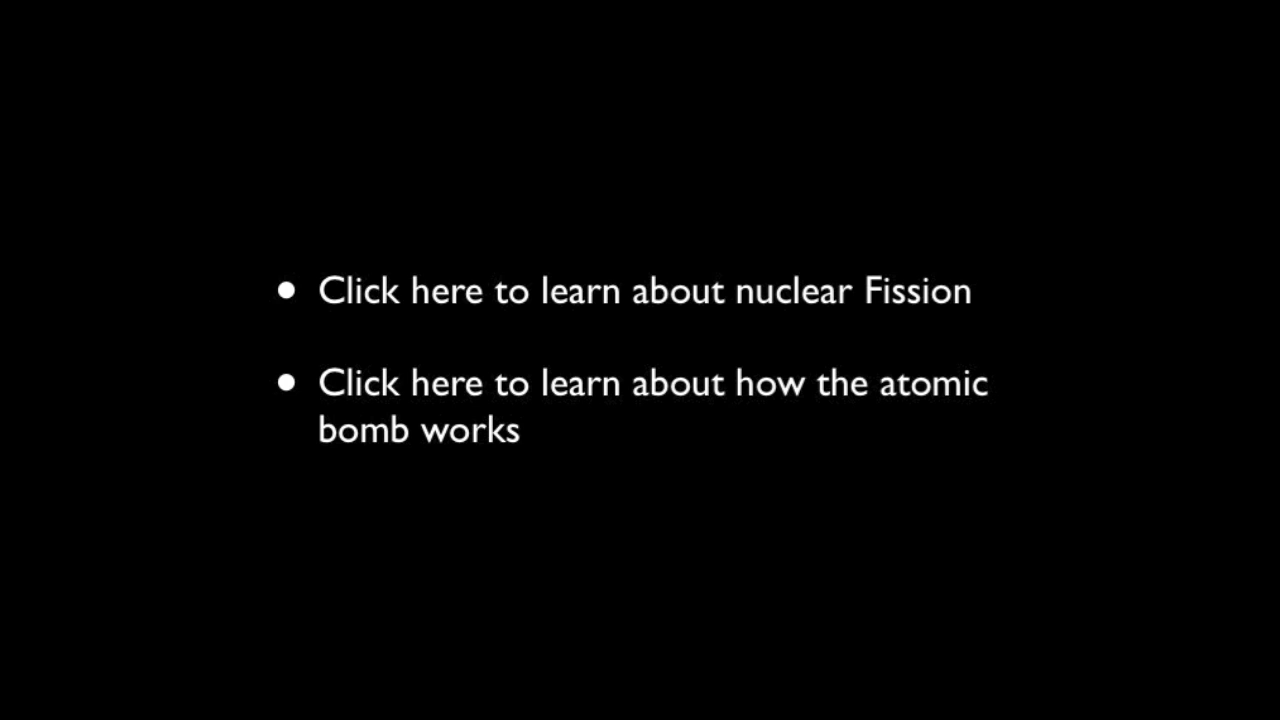 • Click here to learn about nuclear Fission
• Click here to learn about how the atomic
bomb works